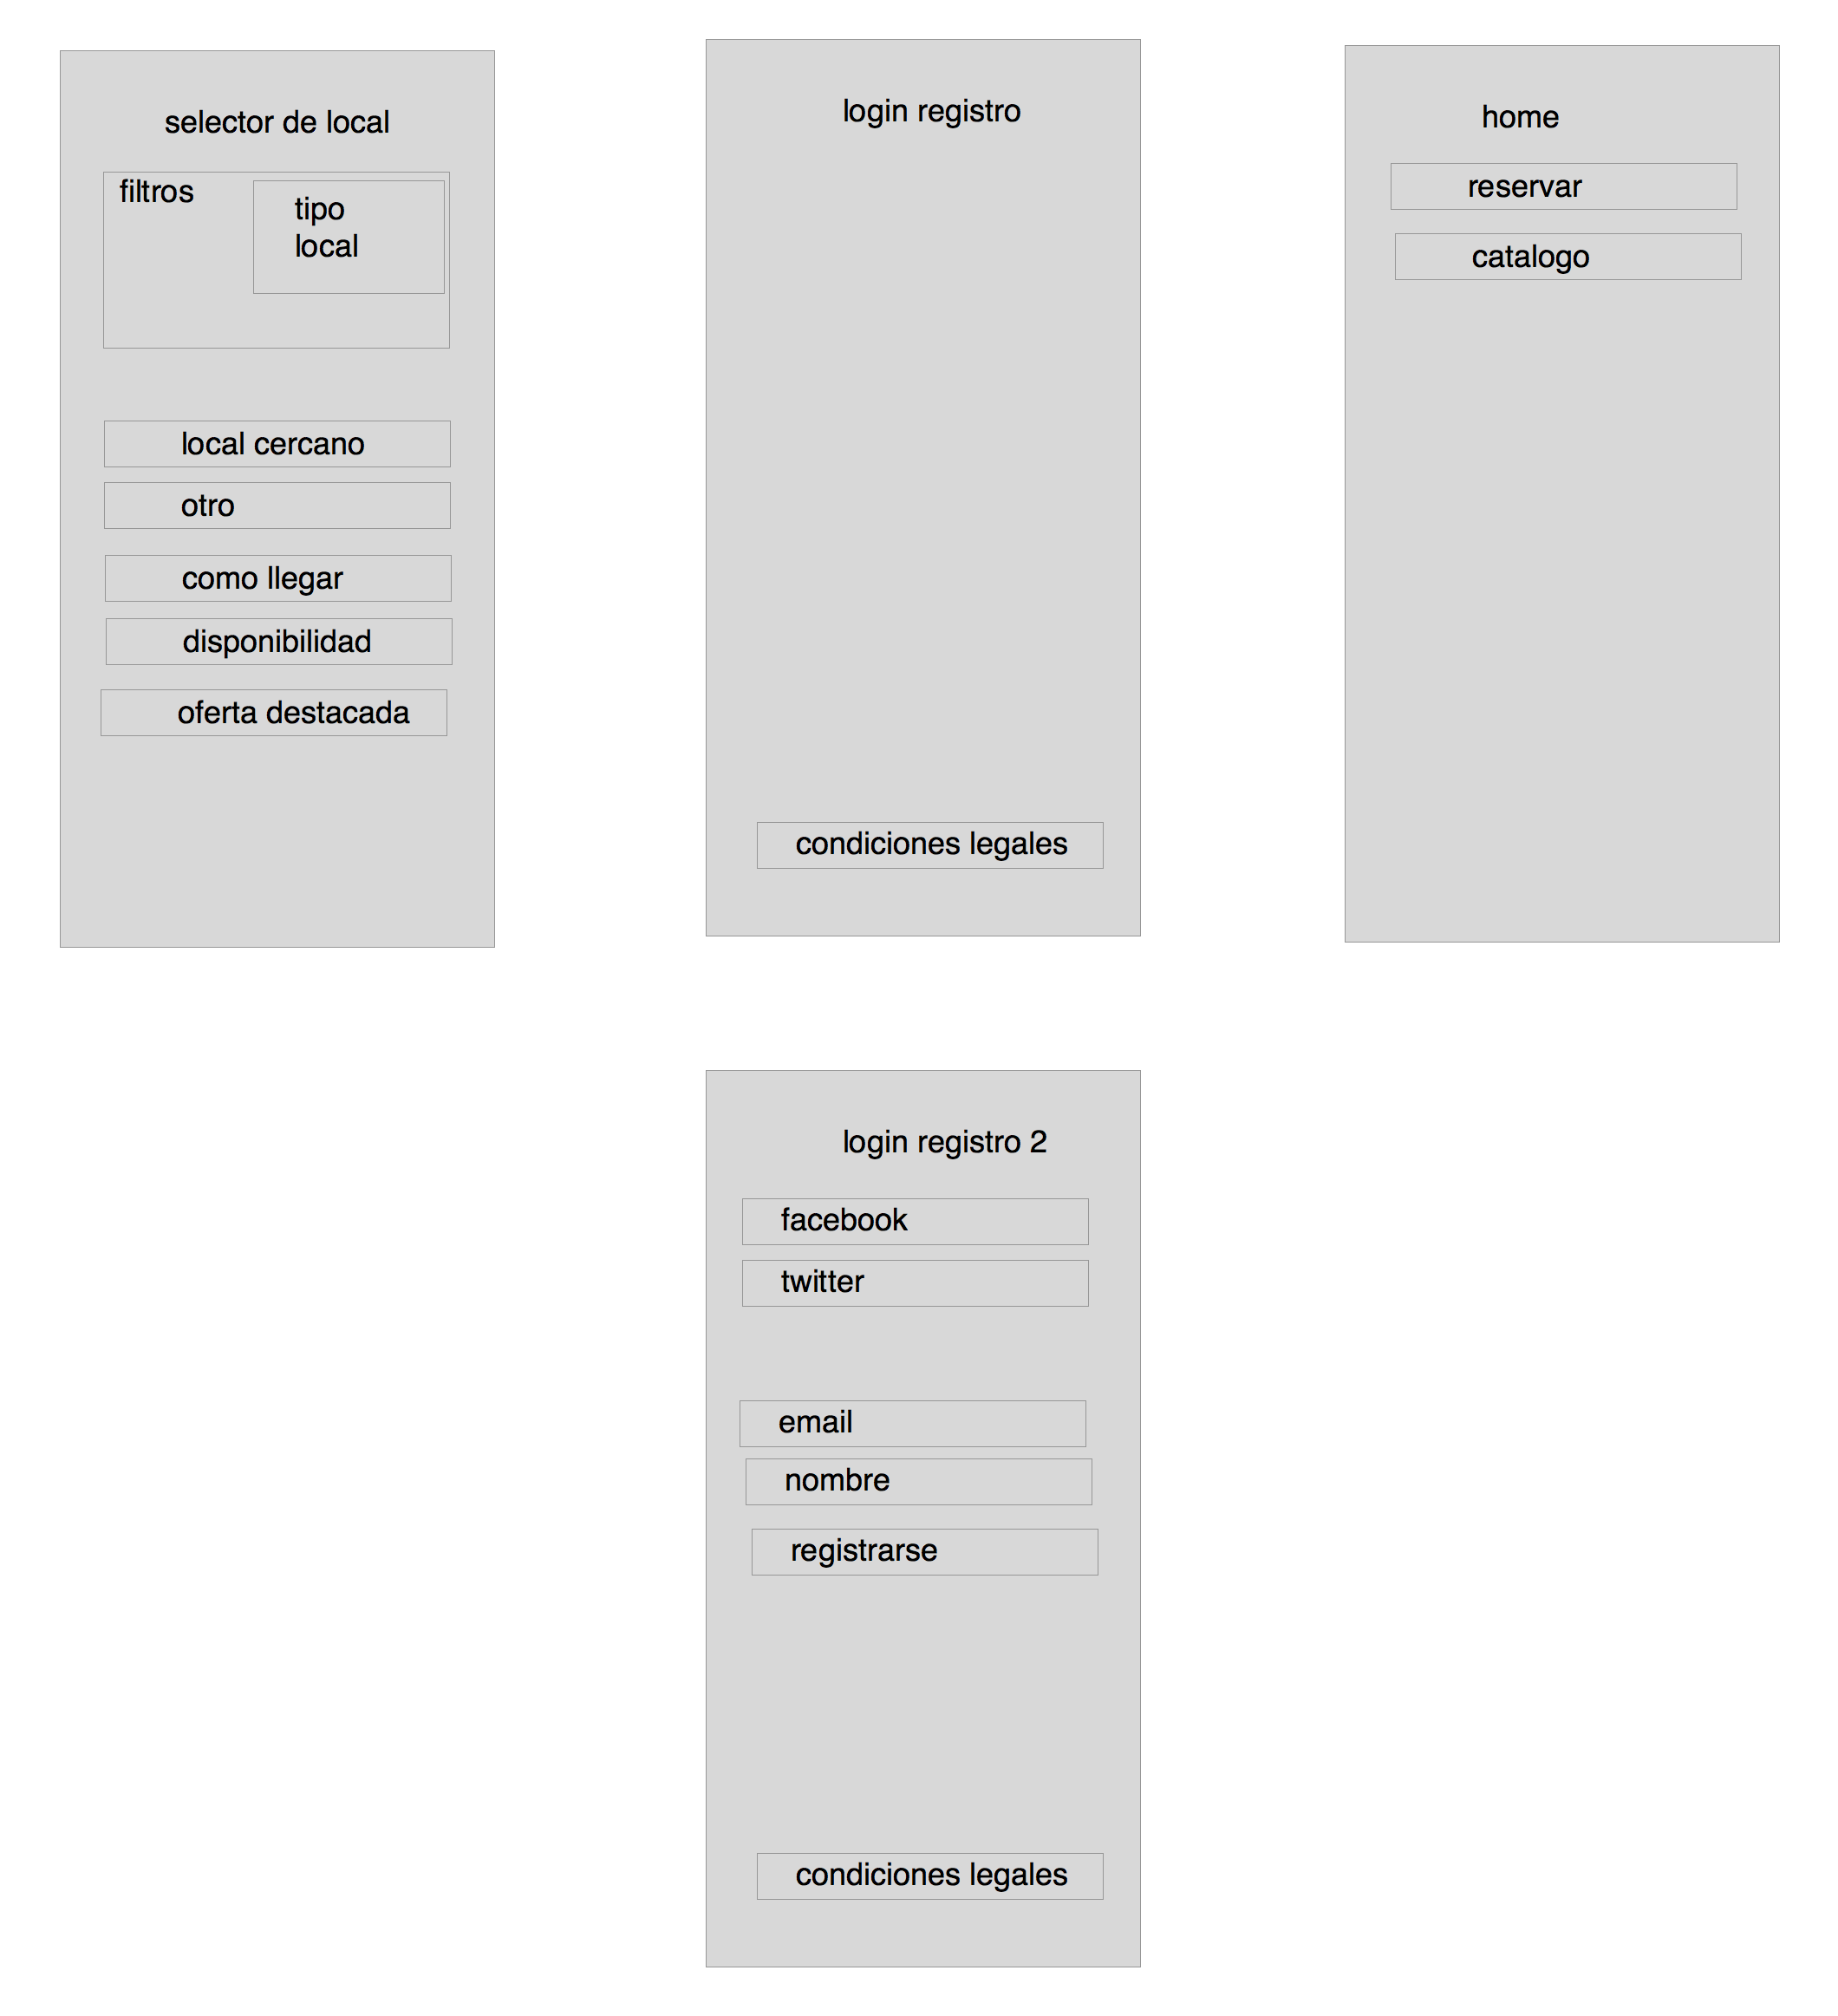 selector de local
filtros
tipo
local
local cercano
otro
como llegar
disponibilidad
oferta destacada
login registro
condiciones legales
home
reservar
catalogo
login registro 2
facebook
twitter
email
nombre
registrarse
condiciones legales